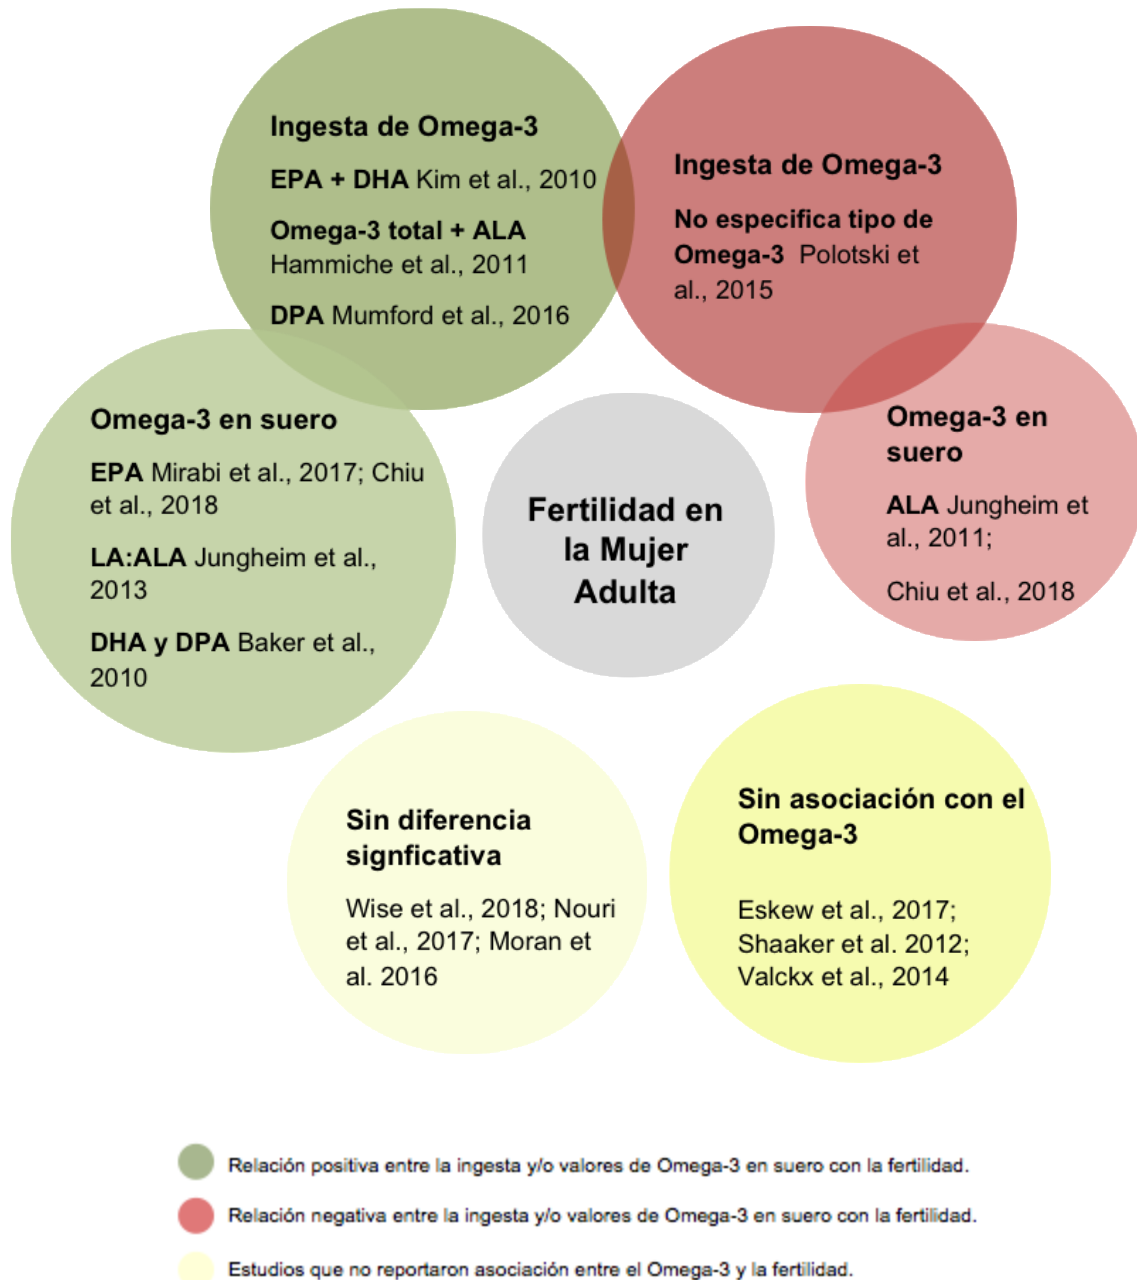 Ingesta de Omega-3
EPA + DHA Kim et al., 2010
Omega-3 total + ALA
Hammiche et al., 2011
DPA Mumford et al., 2016
Ingesta de Omega-3
No especifica tipo de
Omega-3 Polotski et
al., 2015
Omega-3 en suero
EPA Mirabi et al., 2017; Chiu
et al., 2018
LA:ALA Jungheim et al.,
2013
DHA y DPA Baker et al.,
2010
Fertilidad en
la Mujer
Adulta
Omega-3 en
suero
ALA Jungheim et
al., 2011;
Chiu et al., 2018
Sin diferencia
signficativa
Wise et al., 2018; Nouri
et al., 2017; Moran et
al. 2016
Sin asociación con el
Omega-3
Eskew et al., 2017;
Shaaker et al. 2012;
Valckx et al., 2014
Relación positiva entre la ingesta y/o valores de Omega-3 en suero con la fertilidad.
Relación negativa entre la ingesta y/o valores de Omega-3 en suero con la fertilidad.
Estudios que no reportaron asociación entre el Omega-3 y la fertilidad.